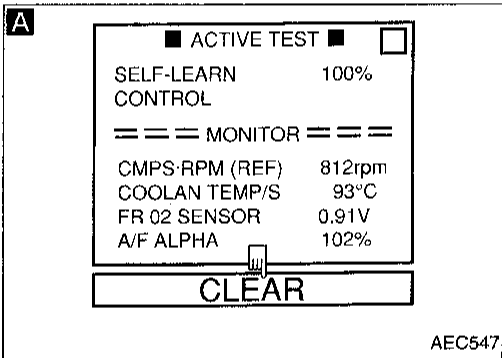 A
■ ACTIVE TEST ■
SELF-LEARN 100%
CONTROL
=== MONITOR ===
CMPS·RPM (REF) 812rpm
COOLAN TEMP/S 93°C
FR 02 SENSOR 0.91V
A/F ALPHA 102%
CLEAR
AEC547